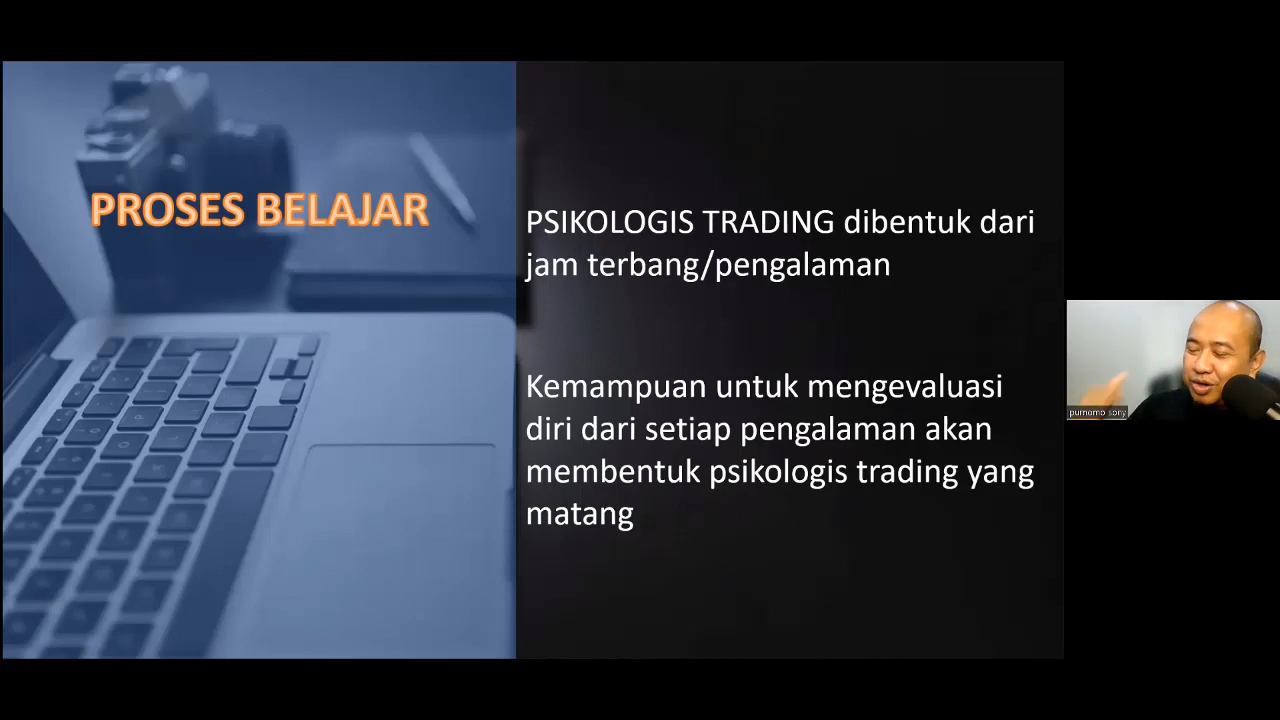 PROSES BELAJAR
PSIKOLOGIS TRADING dibentuk dari
jam terbang/pengalaman
Kemampuan untuk mengevaluasi
diri dari setiap pengalaman akan
membentuk psikologis trading yang
matang
purnomo sony